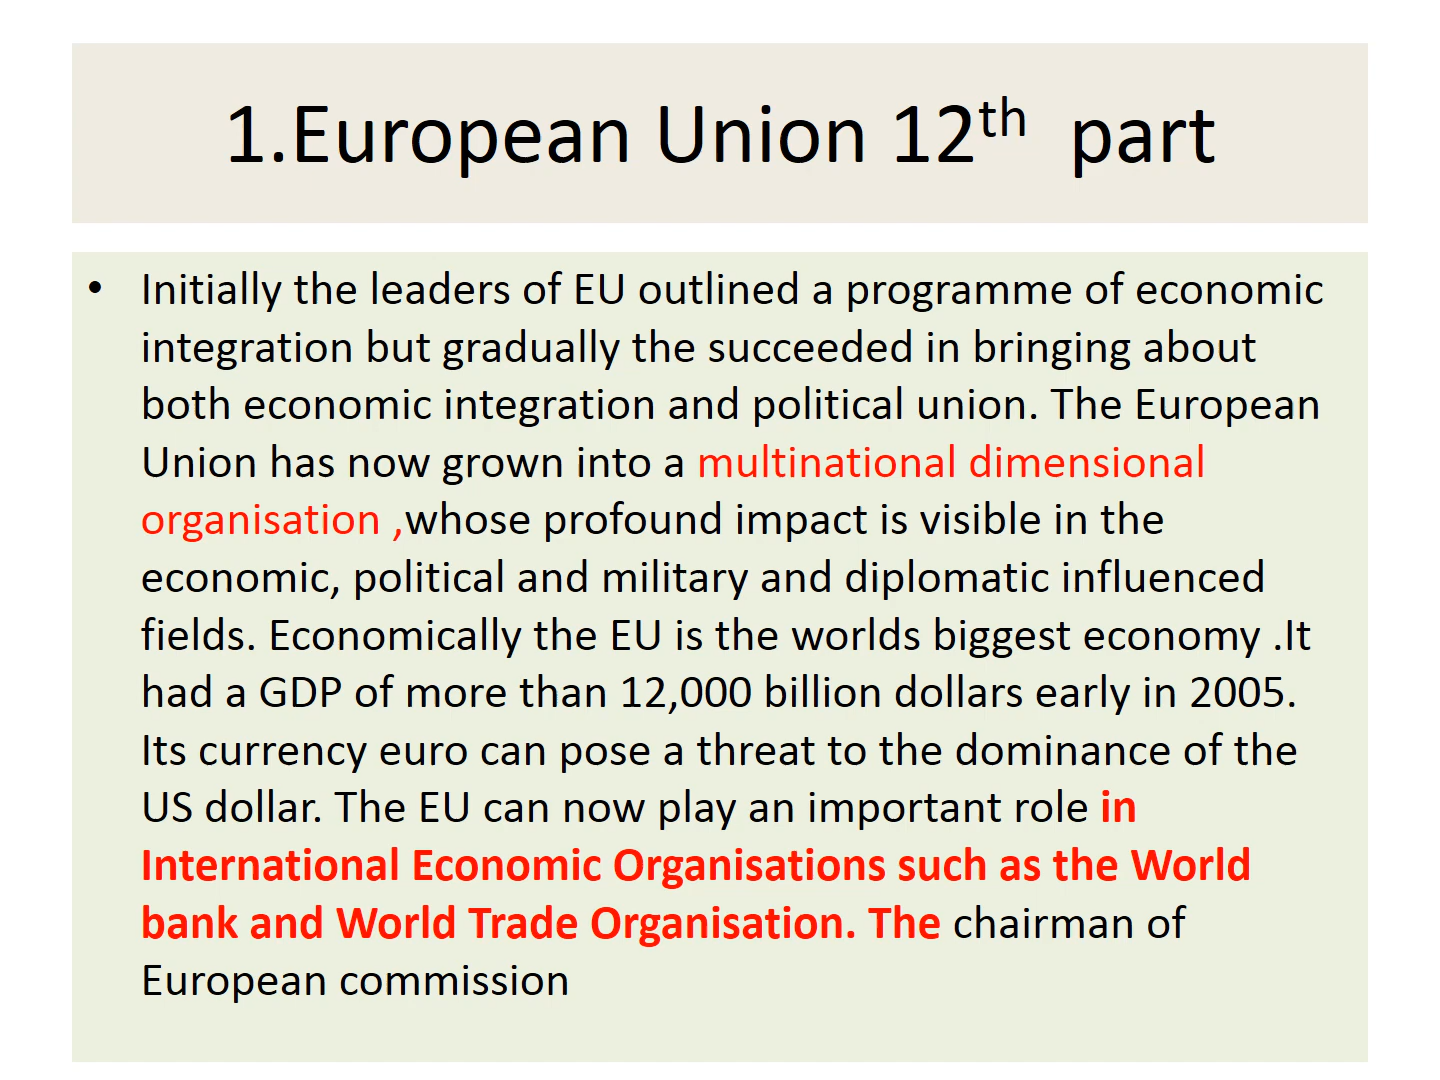 1.European Union 12th part
• Initially the leaders of EU outlined a programme of economic
integration but gradually the succeeded in bringing about
both economic integration and political union. The European
Union has now grown into a multinational dimensional
organisation ,whose profound impact is visible in the
economic, political and military and diplomatic influenced
fields. Economically the EU is the worlds biggest economy .It
had a GDP of more than 12,000 billion dollars early in 2005.
Its currency euro can pose a threat to the dominance of the
US dollar. The EU can now play an important role in
International Economic Organisations such as the World
bank and World Trade Organisation. The chairman of
European commission